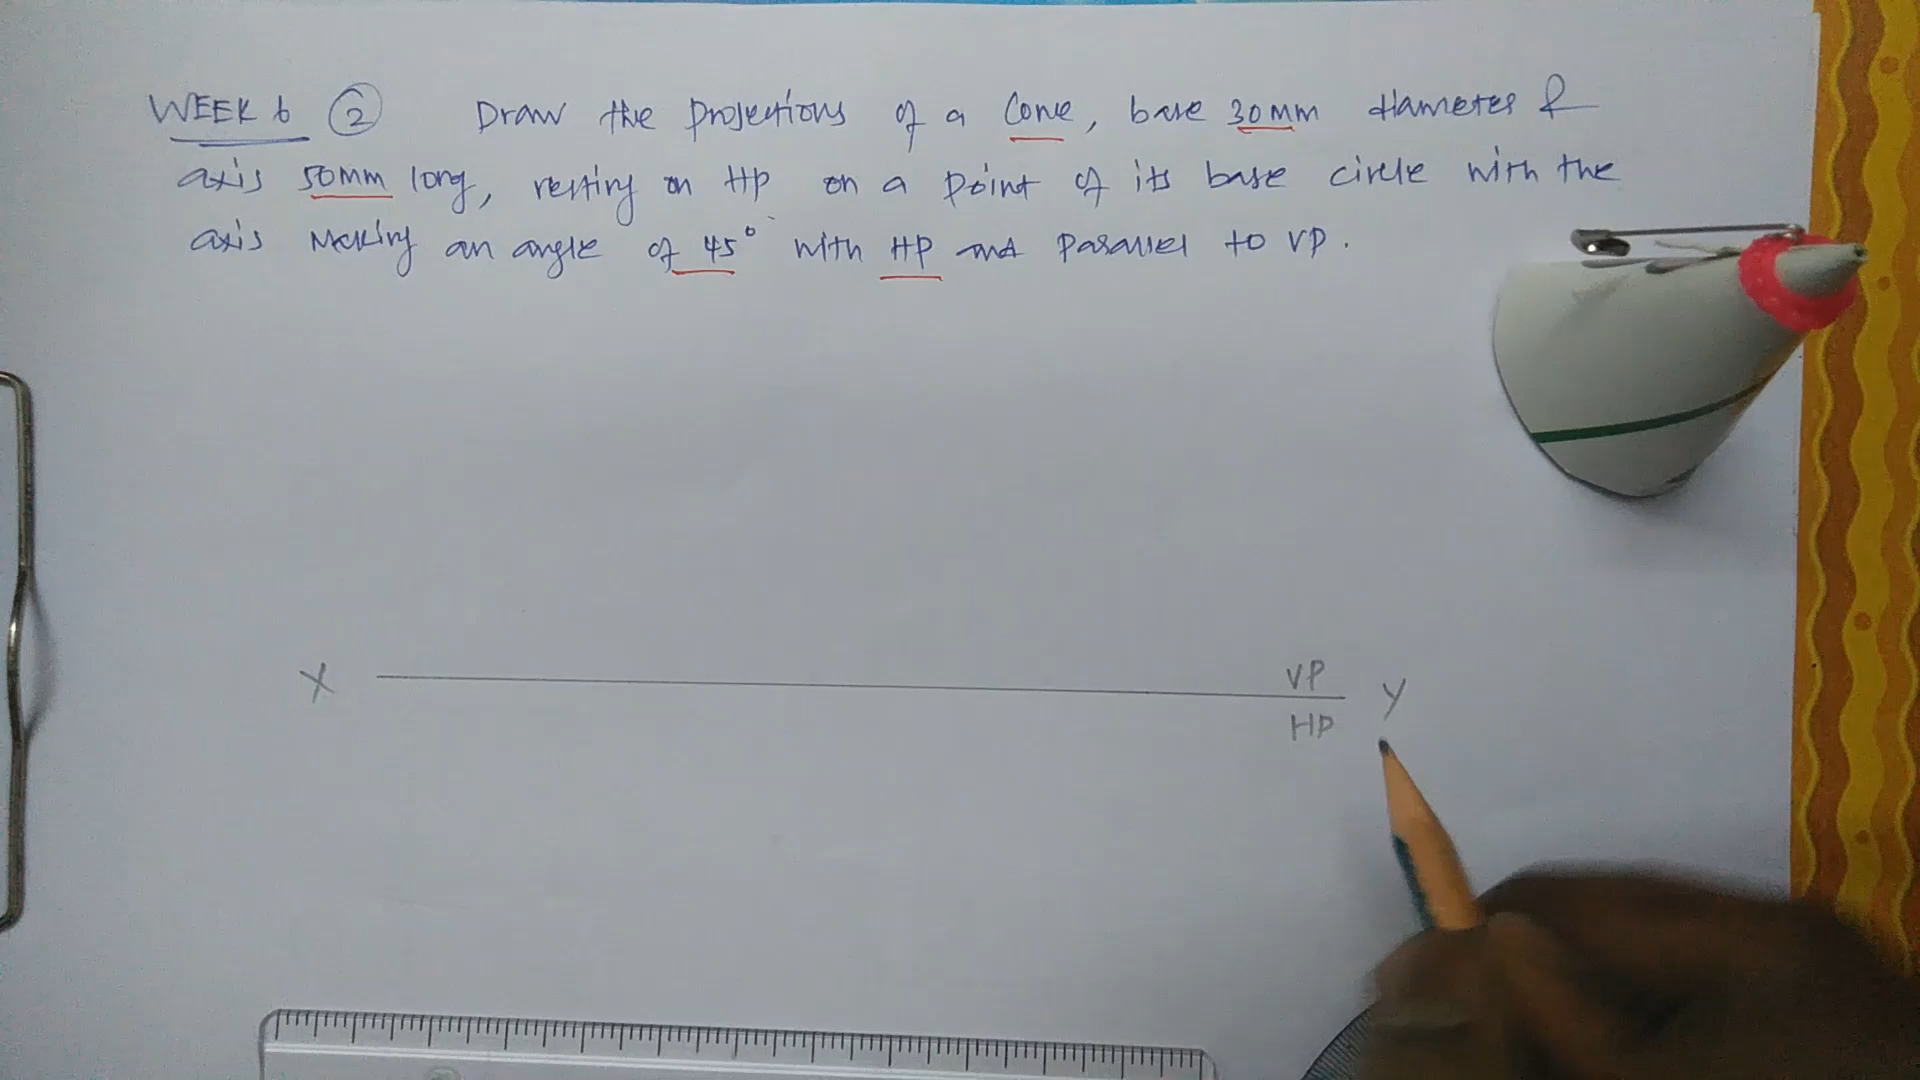 WEEK 6 ② Draw the Projections of a Cone, base 30mm diameter &
axis 50mm long, resting on HP on a point of its base circle with the
axis Making an angle of 45° with HP and Parallel to VP.
X VP Y
HP